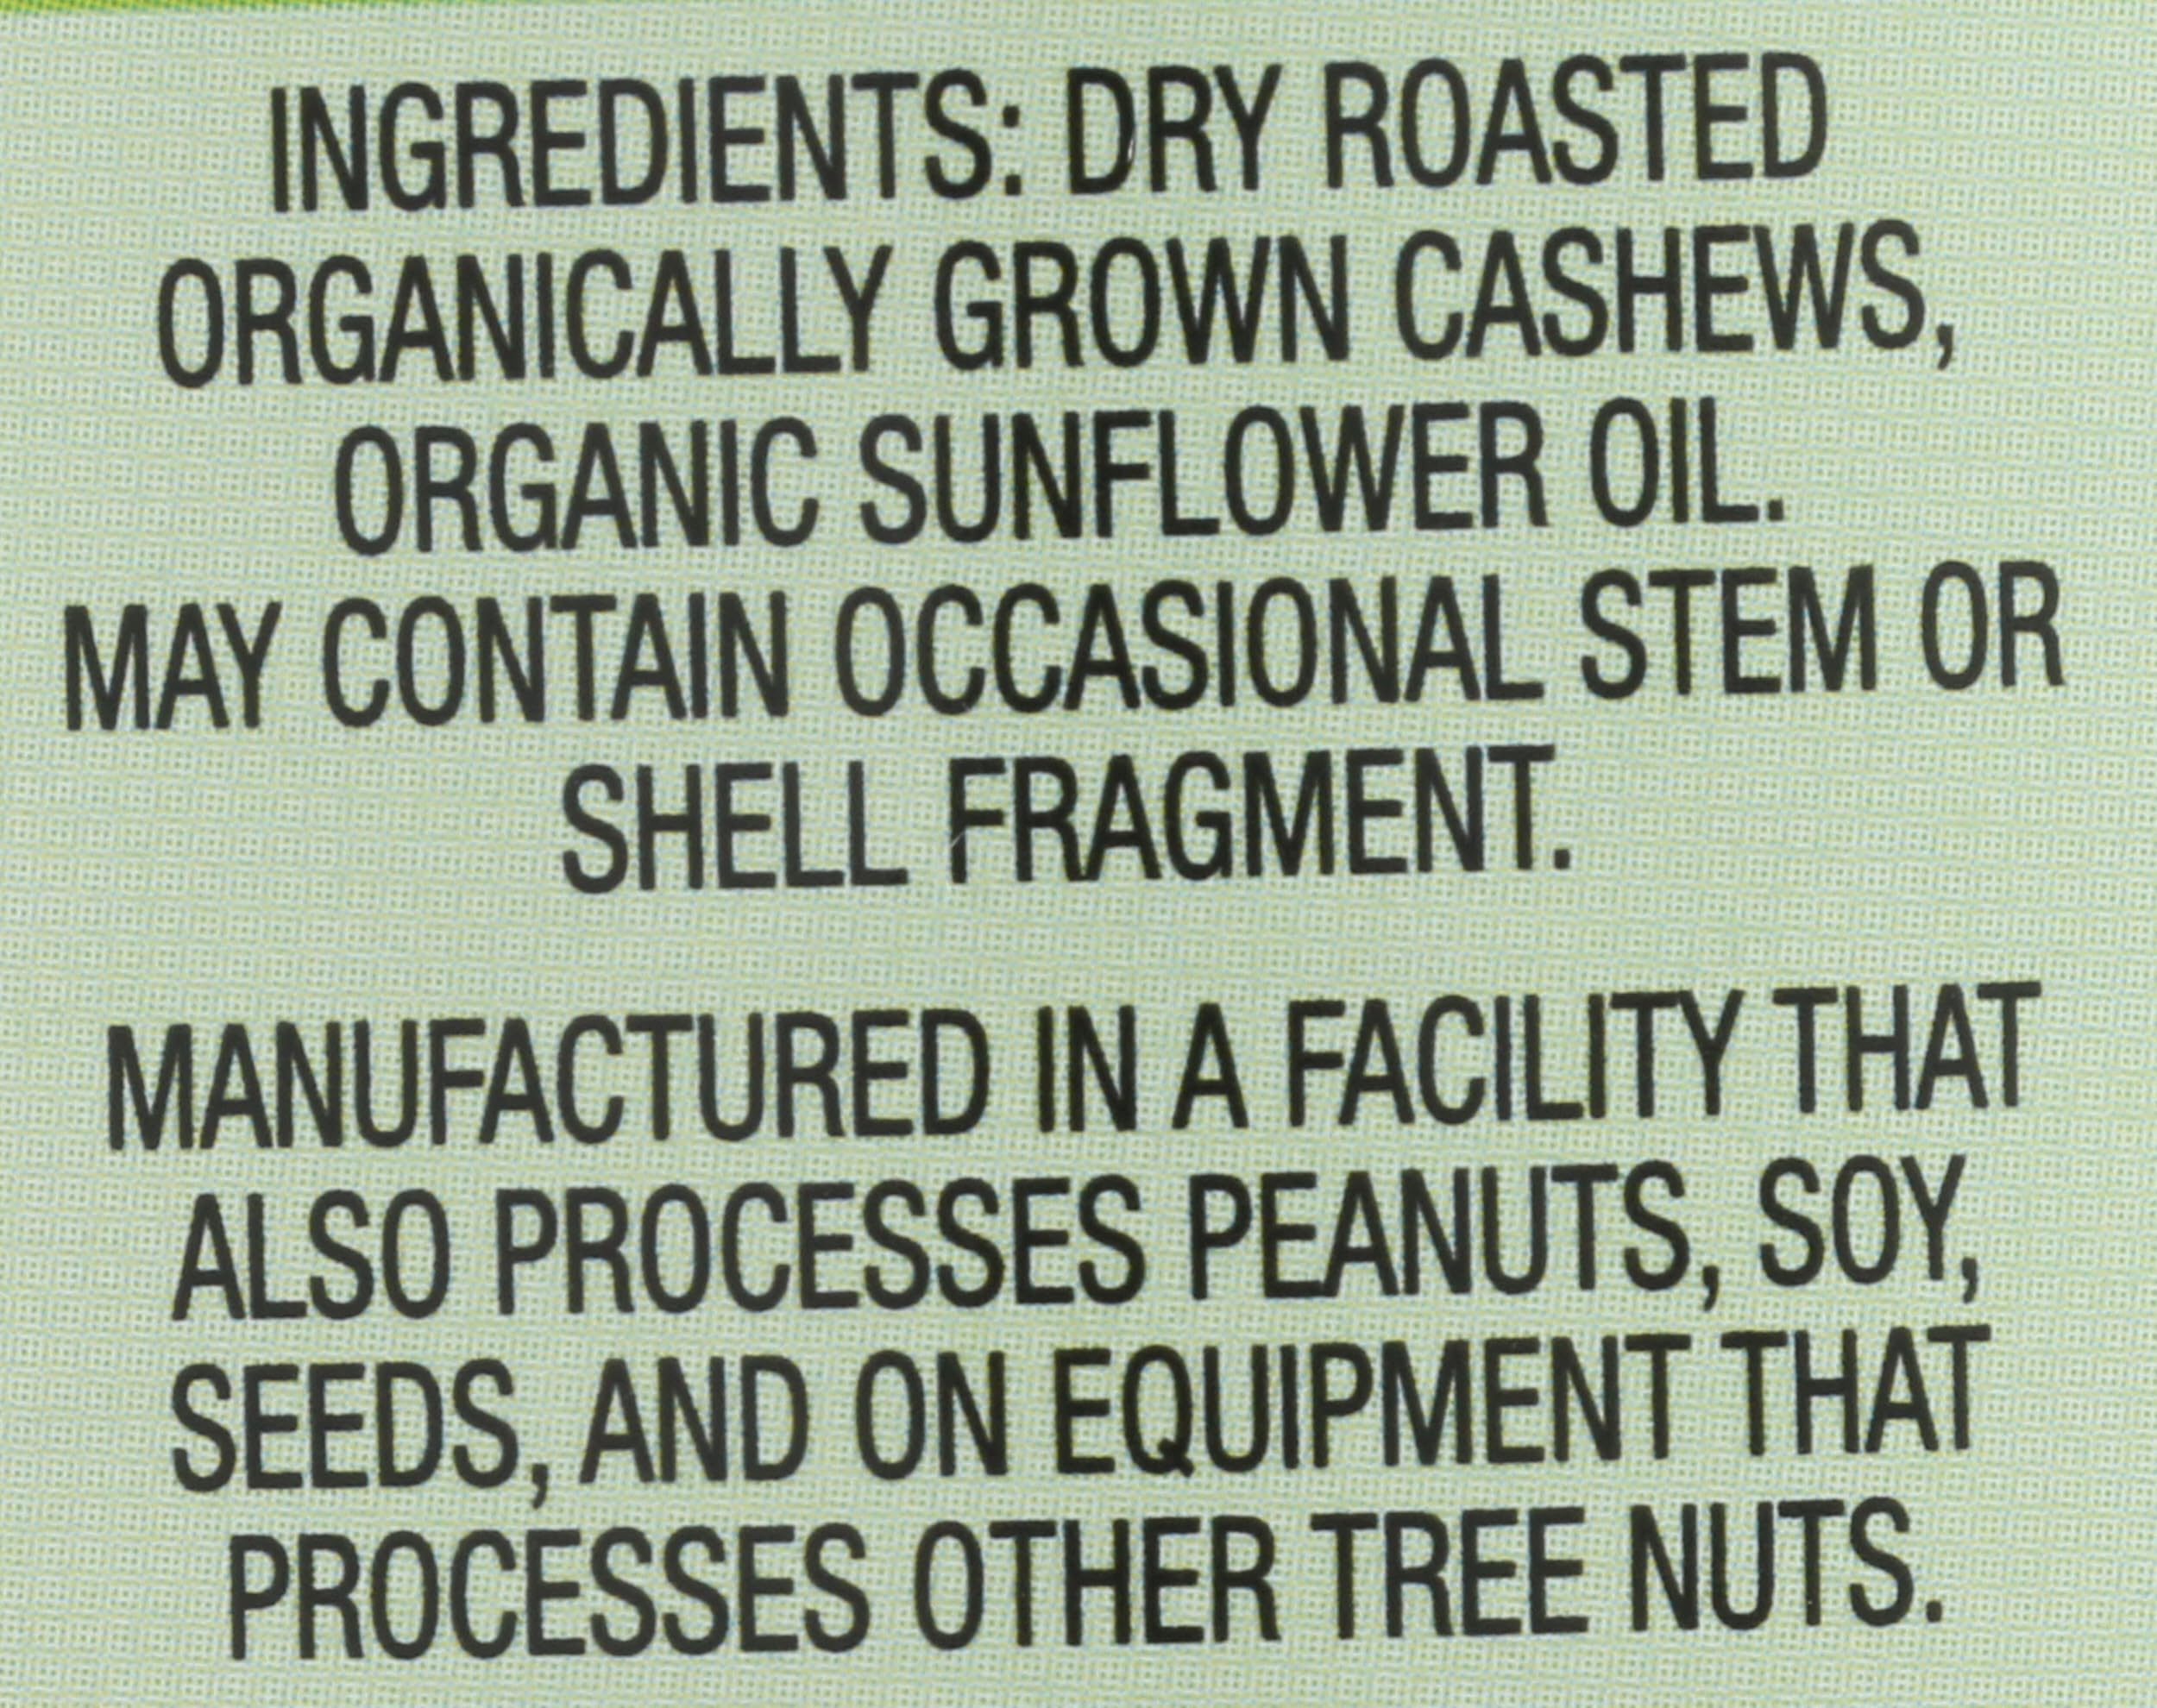 INGREDIENTS: DRY ROASTED
ORGANICALLY GROWN CASHEWS,
ORGANIC SUNFLOWER OIL.
MAY CONTAIN OCCASIONAL STEM OR
SHELL FRAGMENT.
MANUFACTURED IN A FACILITY THAT
ALSO PROCESSES PEANUTS, SOY,
SEEDS, AND ON EQUIPMENT THAT
PROCESSES OTHER TREE NUTS.